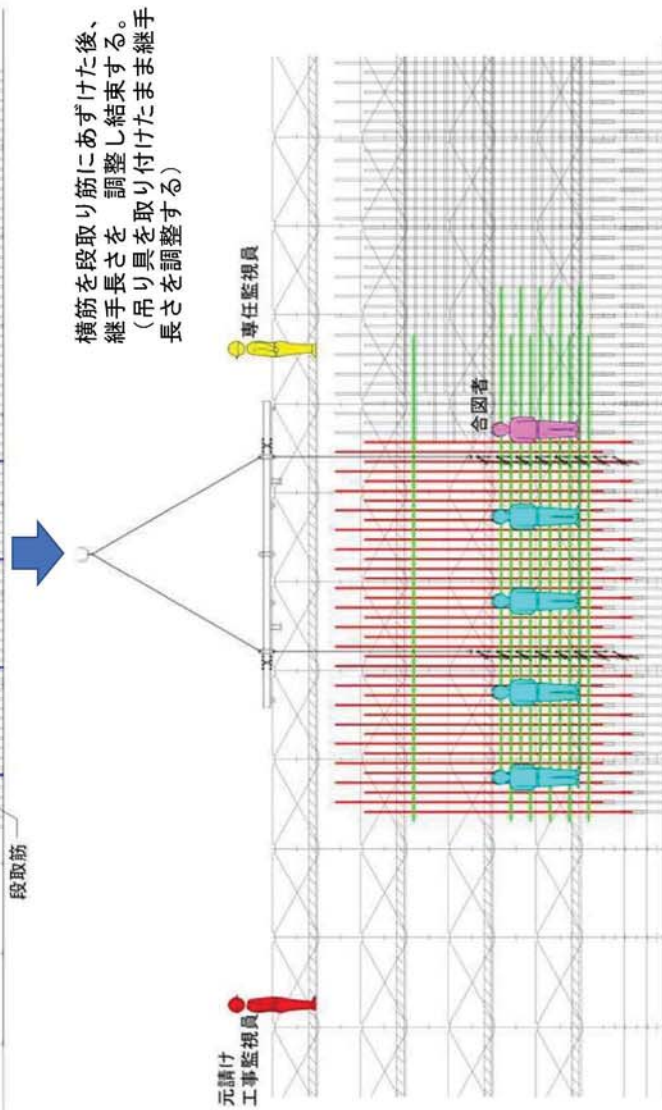 段取筋
横筋を段取り筋にあずけた後、
継手長さを　調整し結束する。
（吊り具を取り付けたまま継手
長さを調整する）
専任監視員
元請け
工事監視員
合図者